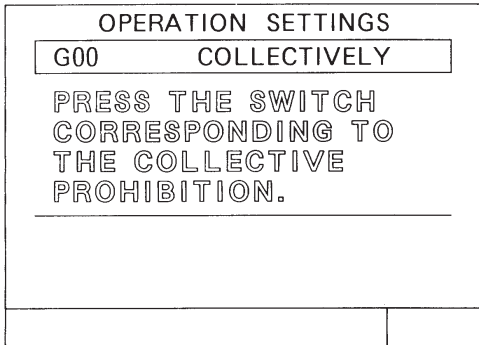 OPERATION SETTINGS
G00 COLLECTIVELY
PRESS THE SWITCH
CORRESPONDING TO
THE COLLECTIVE
PROHIBITION.